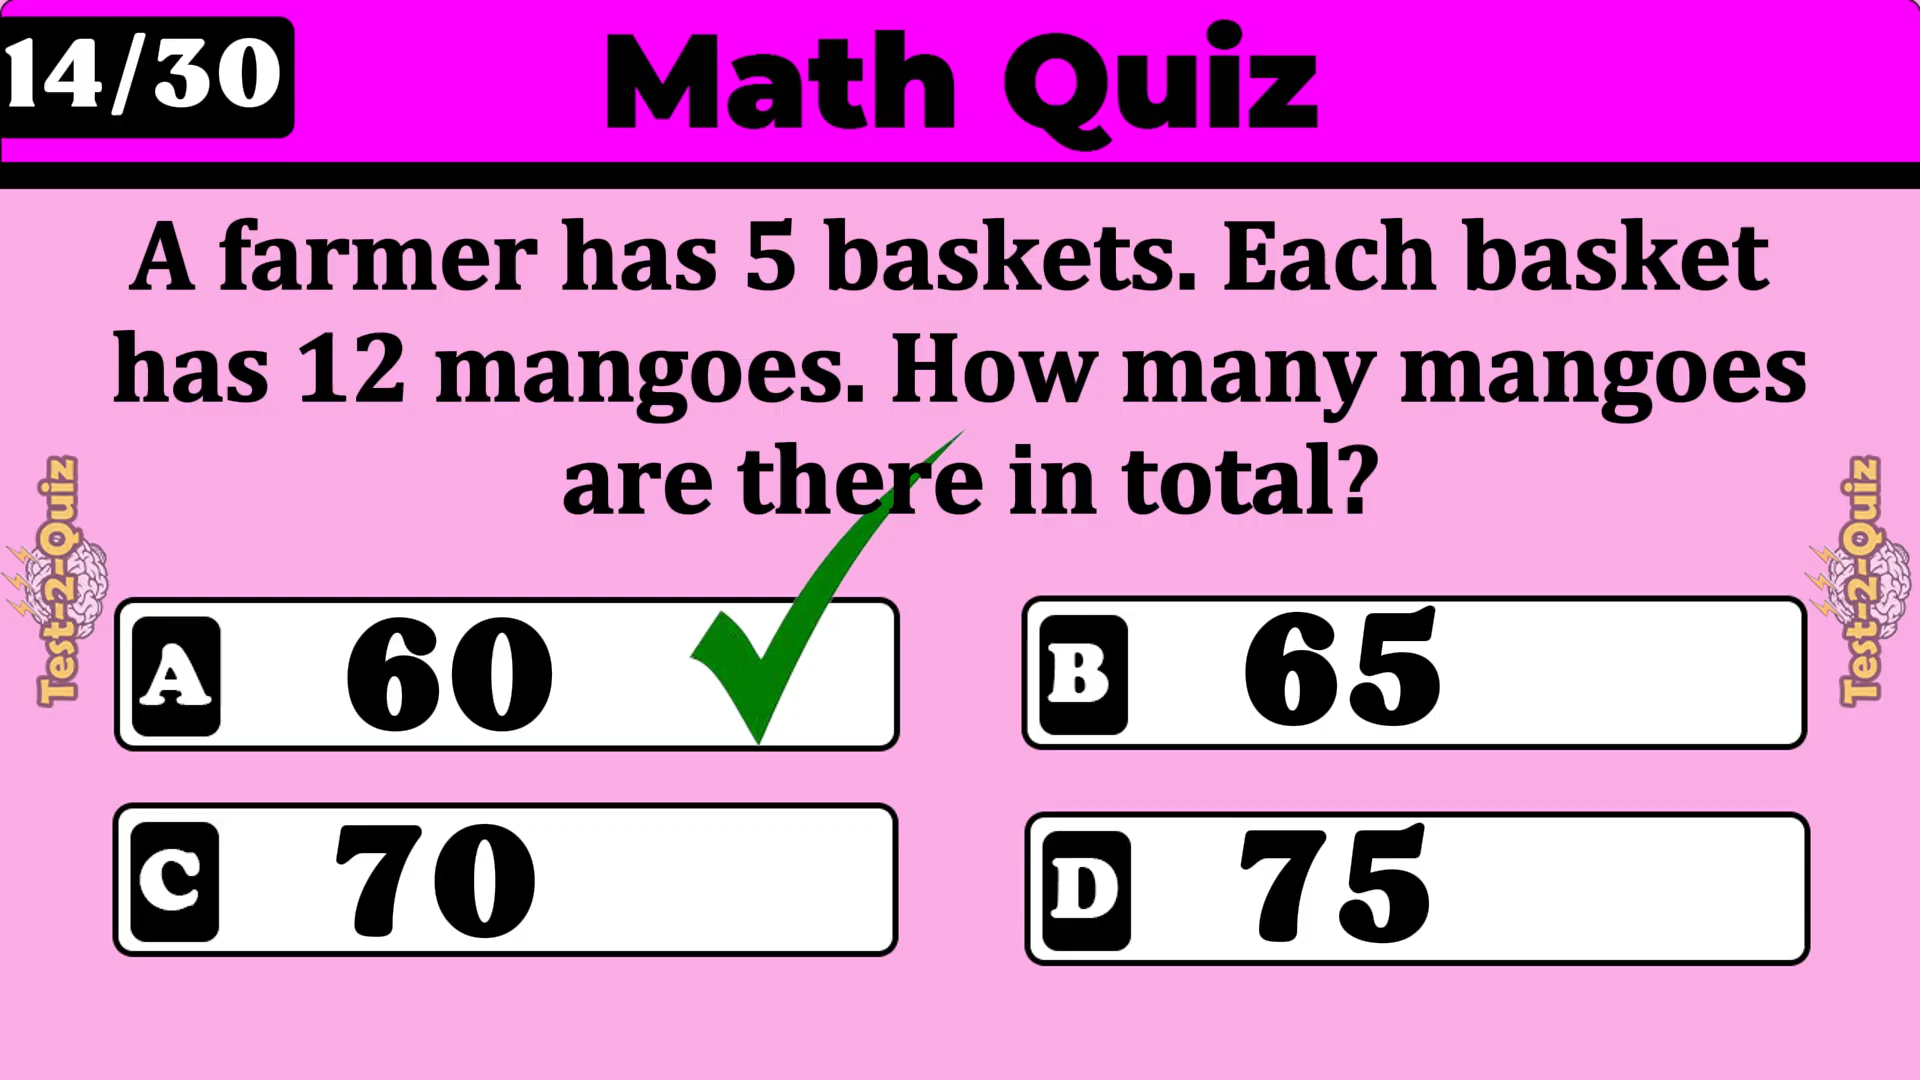 14/30
Math Quiz
A farmer has 5 baskets. Each basket
has 12 mangoes. How many mangoes
are there in total?
Test-2-Quiz
Test-2-Quiz
A 60
B 65
C 70
D 75